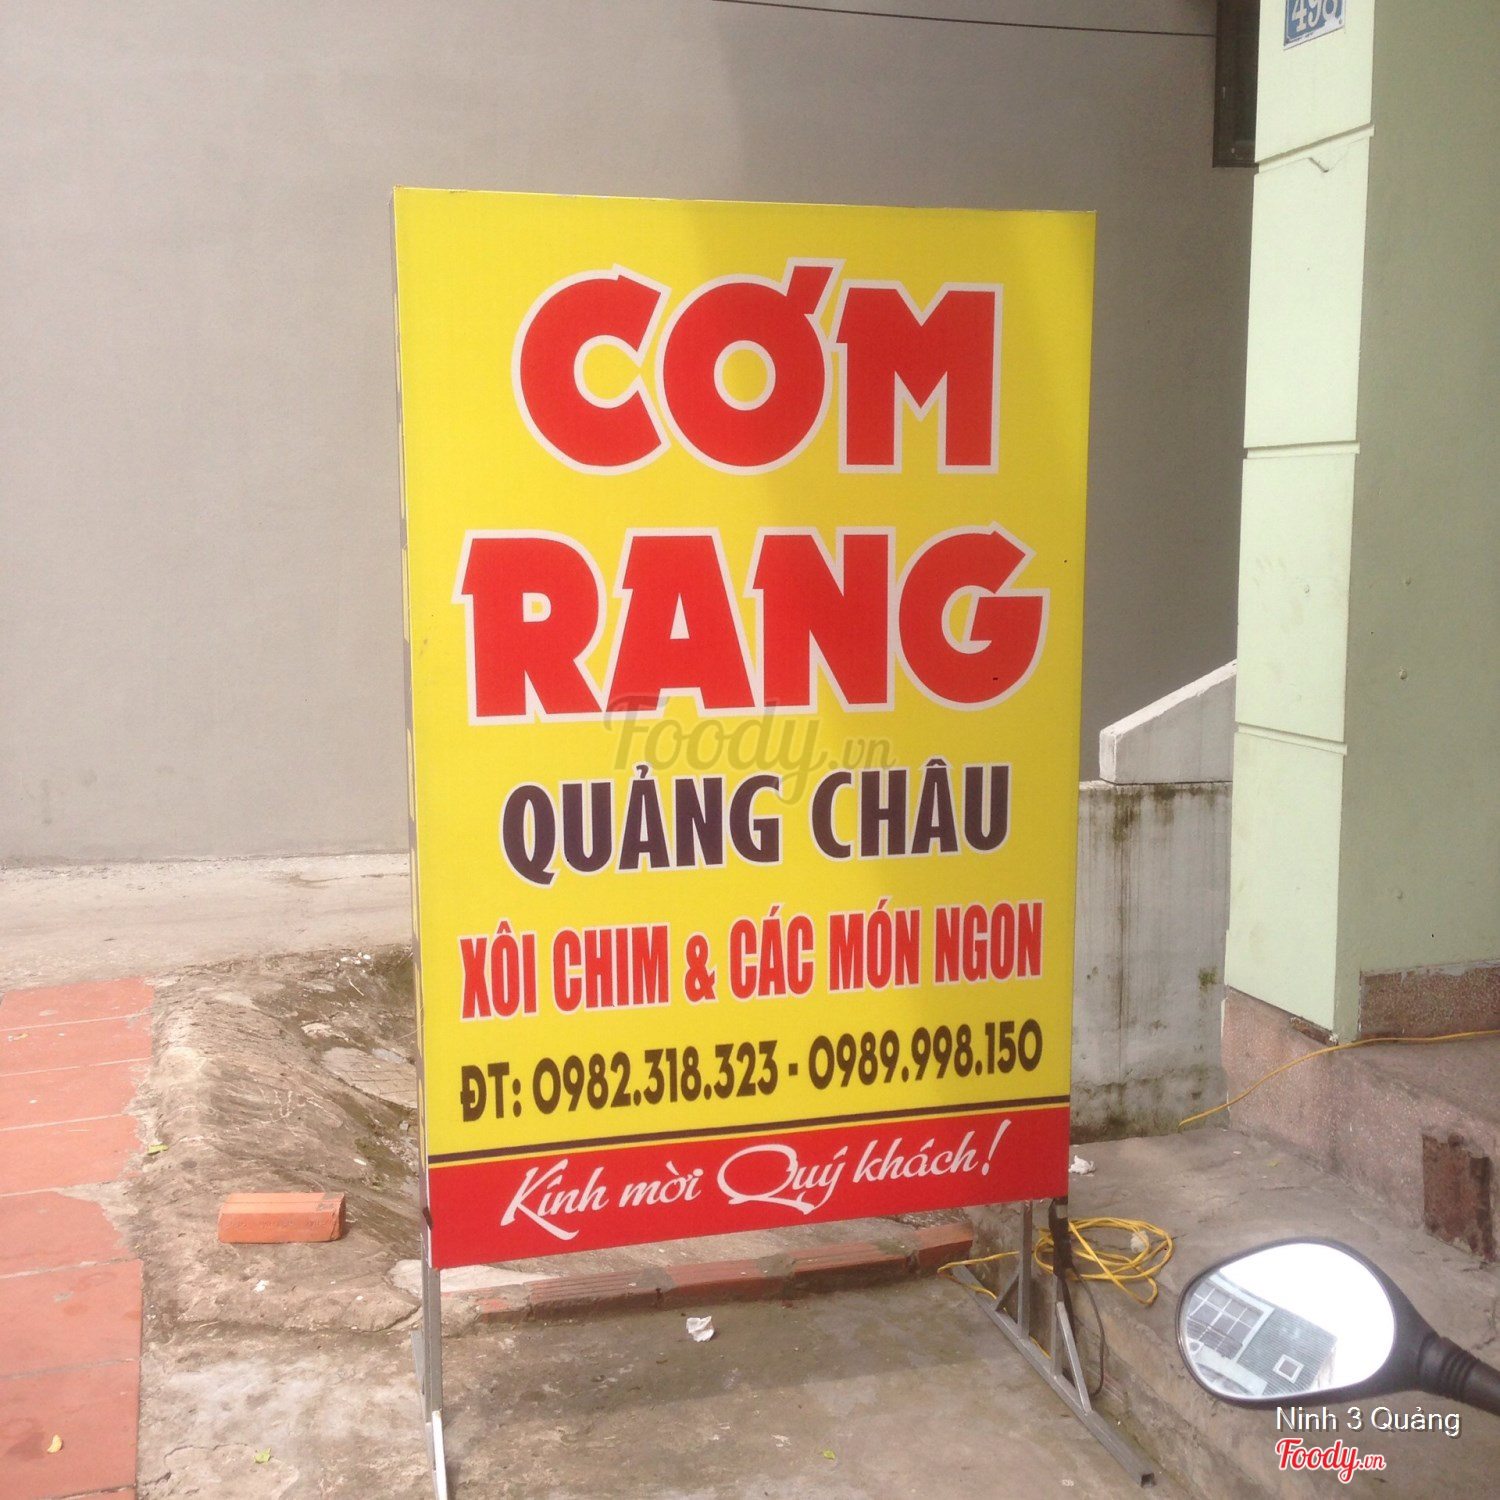 498
CƠM
RANG
Foody.vn
QUẢNG CHÂU
XÔI CHIM & CÁC MÓN NGON
ĐT: 0982.318.323 - 0989.998.150
Kính mời Quý khách!
Ninh 3 Quảng
Foody.vn